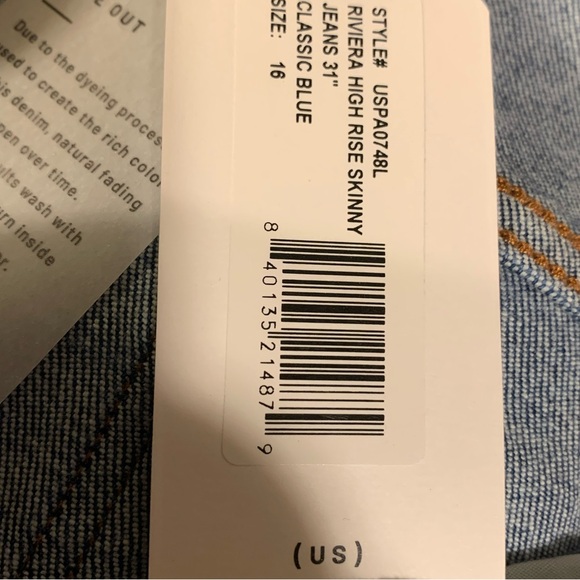 E OUT
Due to the dyeing proces
used to create the rich colo
is denim, natural fading
pen over time.
lts wash with
rn inside
r.
STYLE# USPA0748L
RIVIERA HIGH RISE SKINNY
JEANS 31"
CLASSIC BLUE
SIZE: 16
8 40135 21487 9
(US)